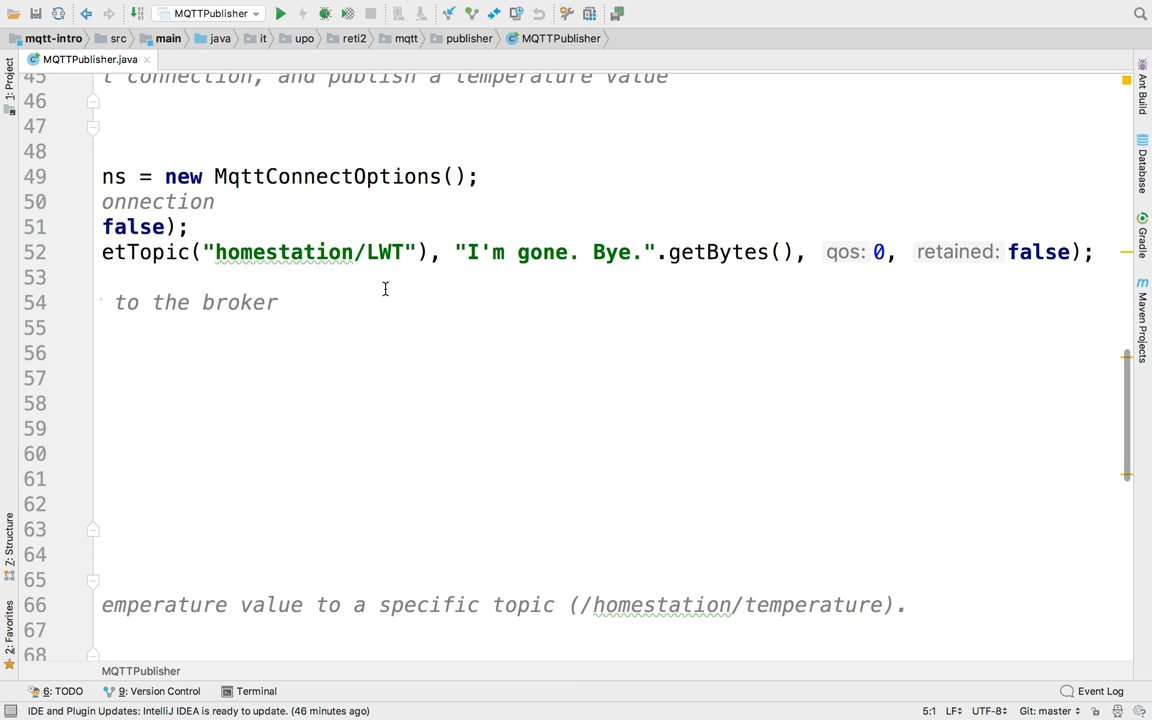 MQTTPublisher
mqtt-intro src main java it upo reti2 mqtt publisher MQTTPublisher
MQTTPublisher.java
1: Project
Z: Structure
2: Favorites
45 t connection, and publish a temperature value
46
47
48
49 ns = new MqttConnectOptions();
50 onnection
51 false);
52 etTopic("homestation/LWT"), "I'm gone. Bye.".getBytes(), qos: 0, retained: false);
53
54 ' to the broker
55
56
57
58
59
60
61
62
63
64
65
66 emperature value to a specific topic (/homestation/temperature).
67
68
Ant Build
Database
Gradle
Maven Projects
MQTTPublisher
6: TODO 9: Version Control Terminal Event Log
IDE and Plugin Updates: IntelliJ IDEA is ready to update. (46 minutes ago) 5:1 LF UTF-8 Git: master